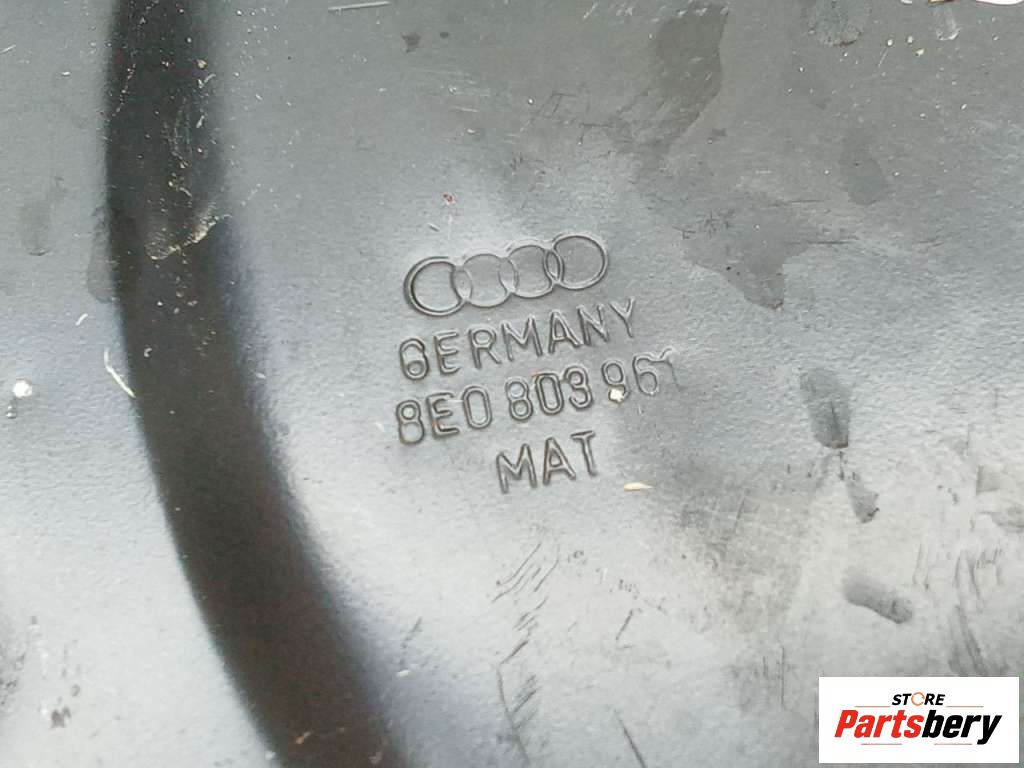 GERMANY
8E0 803 961
MAT
STORE
Partsbery